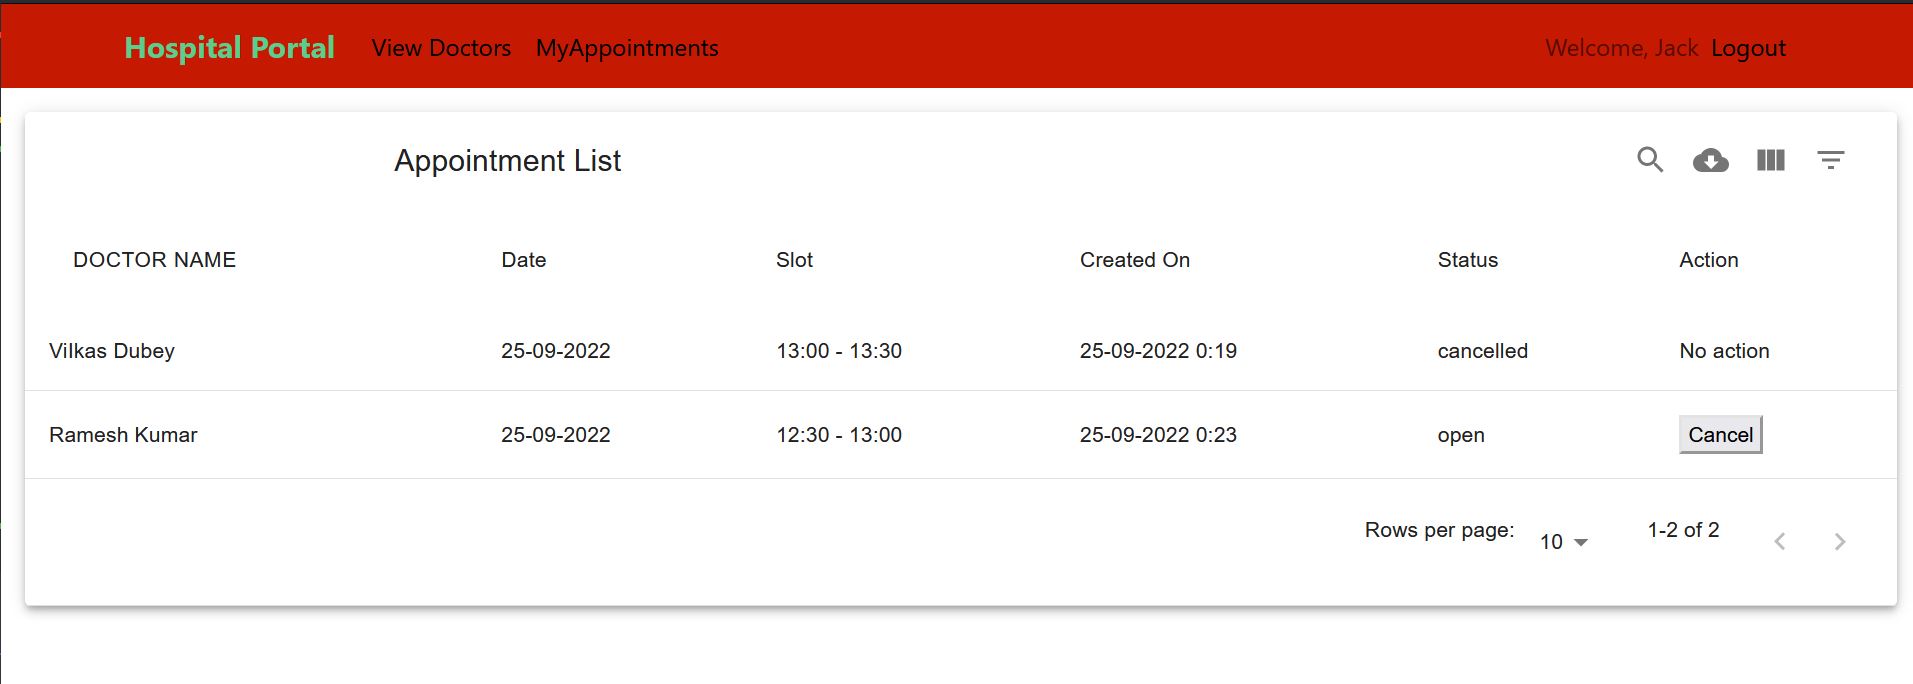 Hospital Portal View Doctors MyAppointments Welcome, Jack Logout
Appointment List
DOCTOR NAME Date Slot Created On Status Action
Vilkas Dubey 25-09-2022 13:00 - 13:30 25-09-2022 0:19 cancelled No action
Ramesh Kumar 25-09-2022 12:30 - 13:00 25-09-2022 0:23 open Cancel
Rows per page: 10 1-2 of 2